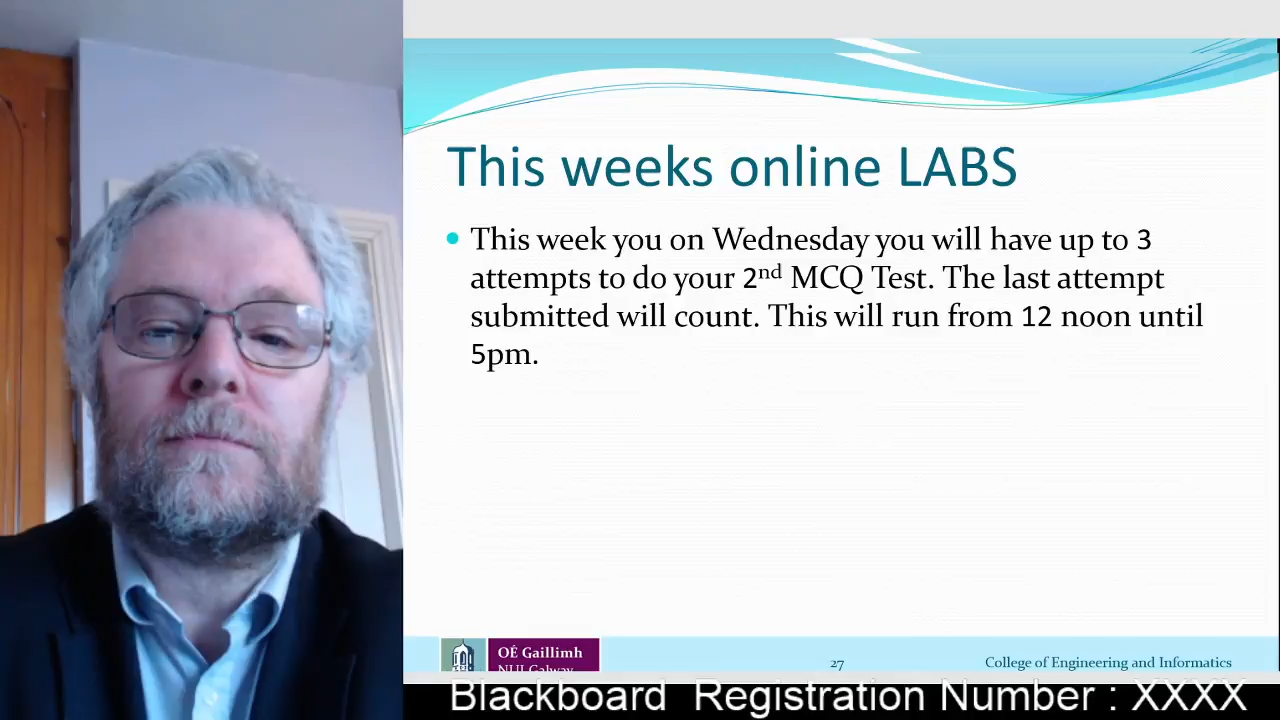 This weeks online LABS
• This week you on Wednesday you will have up to 3
attempts to do your 2nd MCQ Test. The last attempt
submitted will count. This will run from 12 noon until
5pm.
OÉ Gaillimh
NUI Galway
27
College of Engineering and Informatics
Blackboard Registration Number : XXXX